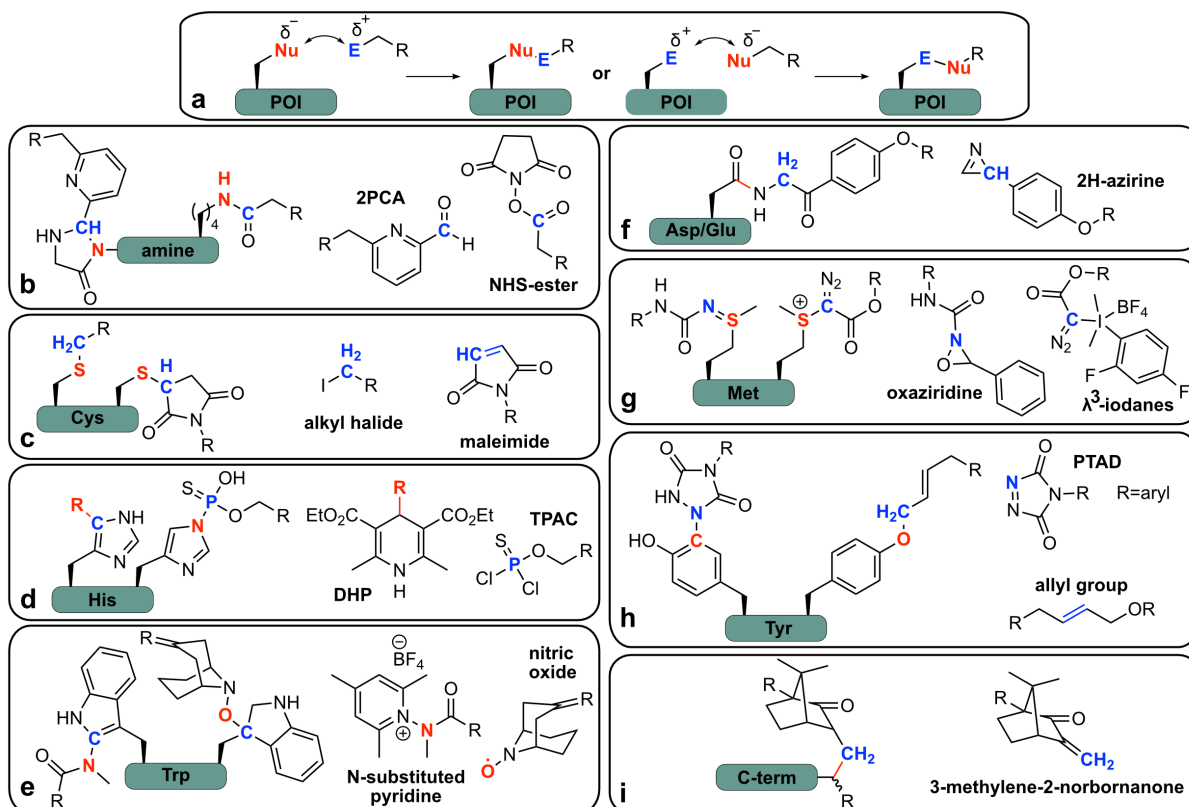 δ−
δ+
Nu
E
R
POI
Nu
E
R
POI
or
δ+
δ−
E
Nu
R
POI
E
Nu
R
POI
a
R
N
HN
CH
N
O
amine
( )4
H
N
C
O
R
2PCA
O
C
H
N
R
O
N
O
O
C
O
R
NHS-ester
b
R
H2C
S
S
H
C
O
N
O
R
Cys
H2
C
I
R
alkyl halide
HC
O
N
O
R
maleimide
c
R
C
NH
N
S
OH
P
O
R
N
N
His
R
EtO2C
CO2Et
N
H
DHP
TPAC
S
P
O
R
Cl
Cl
d
HN
C
N
O
R
R
N
O
C
NH
Trp
BF4
−
N
+
N
O
R
N-substituted
pyridine
nitric
oxide
R
N
O
e
O
N
H
H2
C
O
O
R
Asp/Glu
N
CH
O
R
2H-azirine
f
R
H
N
O
N
S
S
+
N2
C
O
O
R
Met
R
HN
O
N
O
oxaziridine
O
R
O
C
N2
I
BF4
F
F
λ3-iodanes
g
R
N
O
O
HN
N
C
HO
R
H2C
O
Tyr
PTAD
O
N
N
N
R
O
R=aryl
allyl group
R
OR
h
R
O
CH2
R
C-term
R
O
CH2
3-methylene-2-norbornanone
i